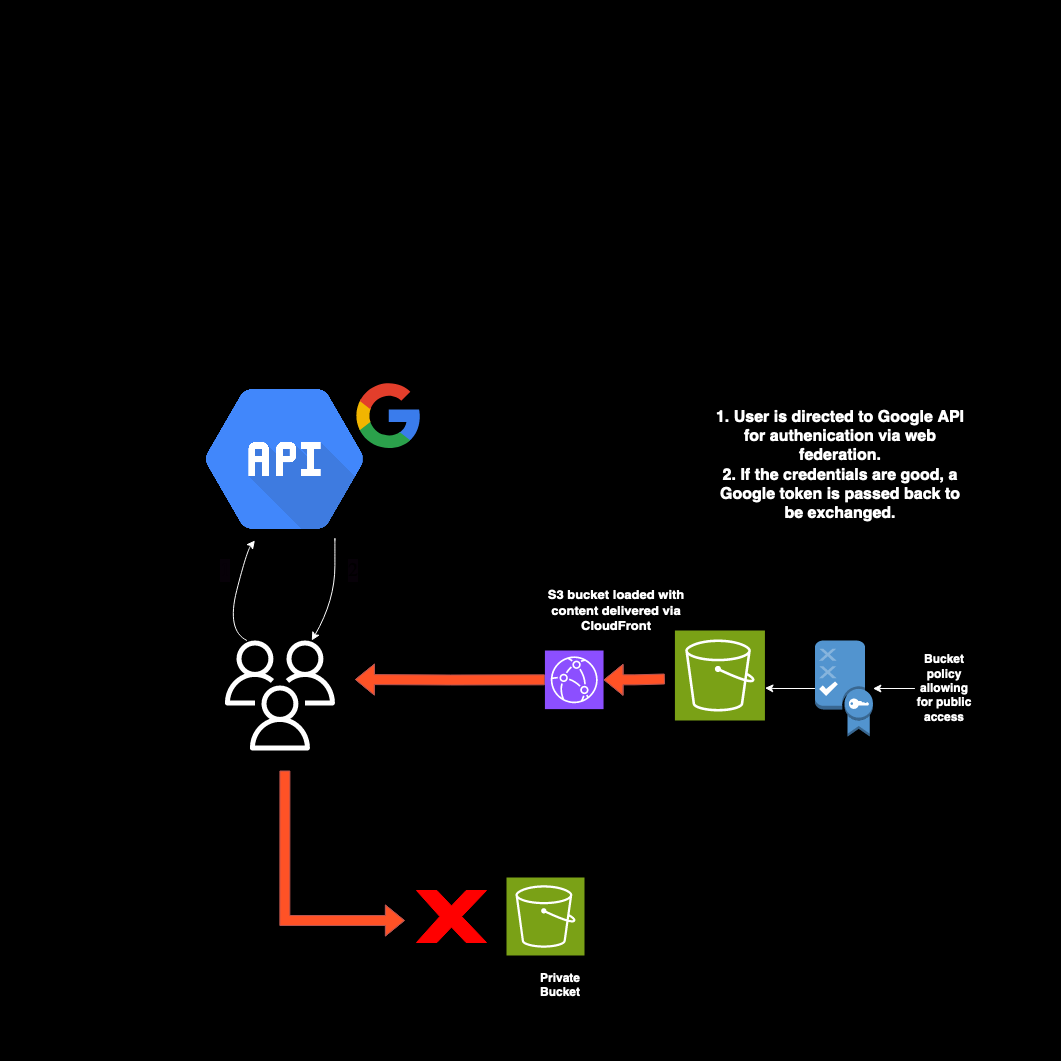 API
1. User is directed to Google API
for authenication via web
federation.
2. If the credentials are good, a
Google token is passed back to
be exchanged.
S3 bucket loaded with
content delivered via
CloudFront
Bucket
policy
allowing
for public
access
Private
Bucket